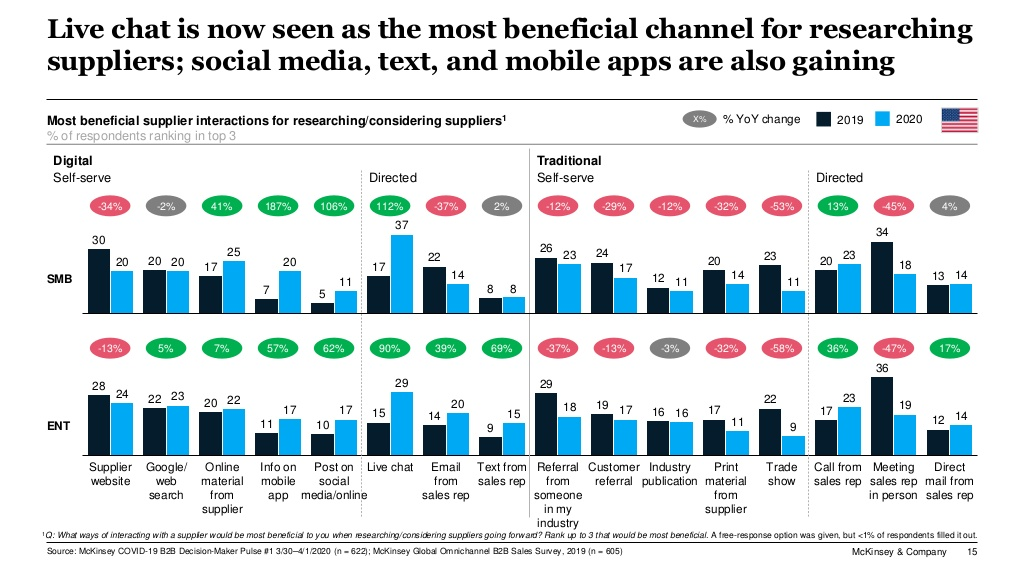 Live chat is now seen as the most beneficial channel for researching
suppliers; social media, text, and mobile apps are also gaining
Most beneficial supplier interactions for researching/considering suppliers¹
% of respondents ranking in top 3
X% % YoY change 2019 2020
Digital Traditional
Self-serve Directed Self-serve Directed
-34% -2% 41% 187% 106% 112% -37% 2% -12% -29% -12% -32% -53% 13% -45% 4%
SMB
30 20 20 20 17 25 7 20 5 11 17 37 22 14 8 8 26 23 24 17 12 11 20 14 23 11 20 23 34 18 13 14
-13% 5% 7% 57% 62% 90% 39% 69% -37% -13% -3% -32% -58% 36% -47% 17%
ENT
28 24 22 23 20 22 11 17 10 17 15 29 14 20 9 15 29 18 19 17 16 16 17 11 22 9 17 23 36 19 12 14
Supplier
website
Google/
web
search
Online
material
from
supplier
Info on
mobile
app
Post on
social
media/online
Live chat
Email
from
sales rep
Text from
sales rep
Referral
from
someone
in my
industry
Customer
referral
Industry
publication
Print
material
from
supplier
Trade
show
Call from
sales rep
Meeting
sales rep
in person
Direct
mail from
sales rep
¹Q: What ways of interacting with a supplier would be most beneficial to you when researching/considering suppliers going forward? Rank up to 3 that would be most beneficial. A free-response option was given, but <1% of respondents filled it out.
Source: McKinsey COVID-19 B2B Decision-Maker Pulse #1 3/30–4/1/2020 (n = 622); McKinsey Global Omnichannel B2B Sales Survey, 2019 (n = 605)
McKinsey & Company 15